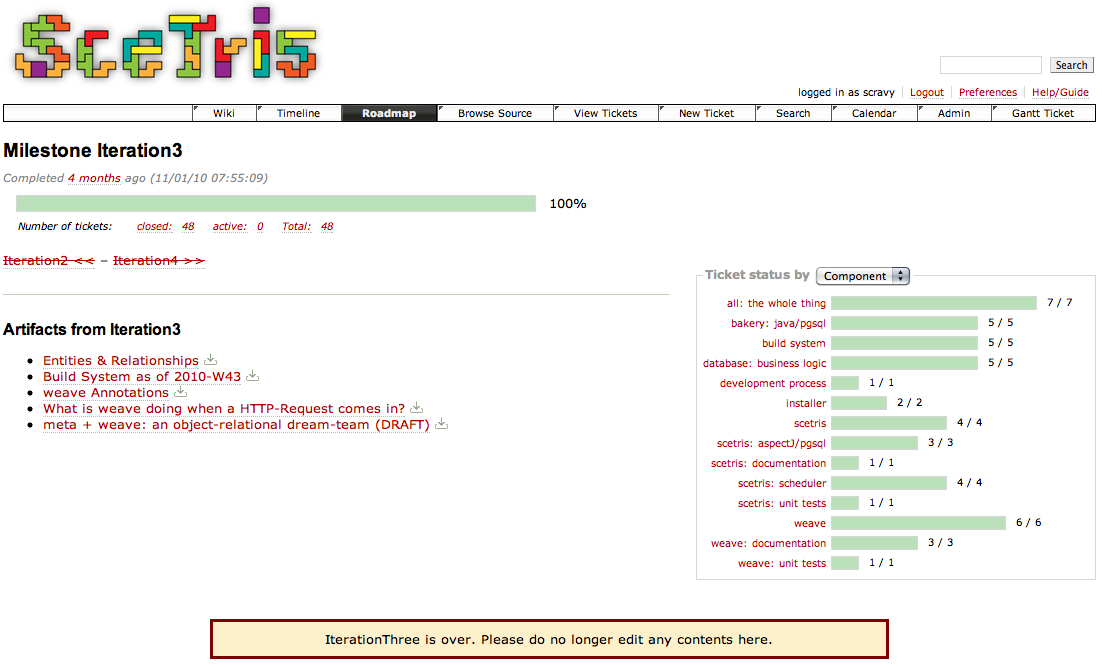 SceTris
Search
logged in as scravy Logout Preferences Help/Guide
Wiki Timeline Roadmap Browse Source View Tickets New Ticket Search Calendar Admin Gantt Ticket
Milestone Iteration3
Completed 4 months ago (11/01/10 07:55:09)
100%
Number of tickets: closed: 48 active: 0 Total: 48
Iteration2 << – Iteration4 >>
Artifacts from Iteration3
Entities & Relationships
Build System as of 2010-W43
weave Annotations
What is weave doing when a HTTP-Request comes in?
meta + weave: an object-relational dream-team (DRAFT)
Ticket status by Component
all: the whole thing 7 / 7
bakery: java/pgsql 5 / 5
build system 5 / 5
database: business logic 5 / 5
development process 1 / 1
installer 2 / 2
scetris 4 / 4
scetris: aspectJ/pgsql 3 / 3
scetris: documentation 1 / 1
scetris: scheduler 4 / 4
scetris: unit tests 1 / 1
weave 6 / 6
weave: documentation 3 / 3
weave: unit tests 1 / 1
IterationThree is over. Please do no longer edit any contents here.